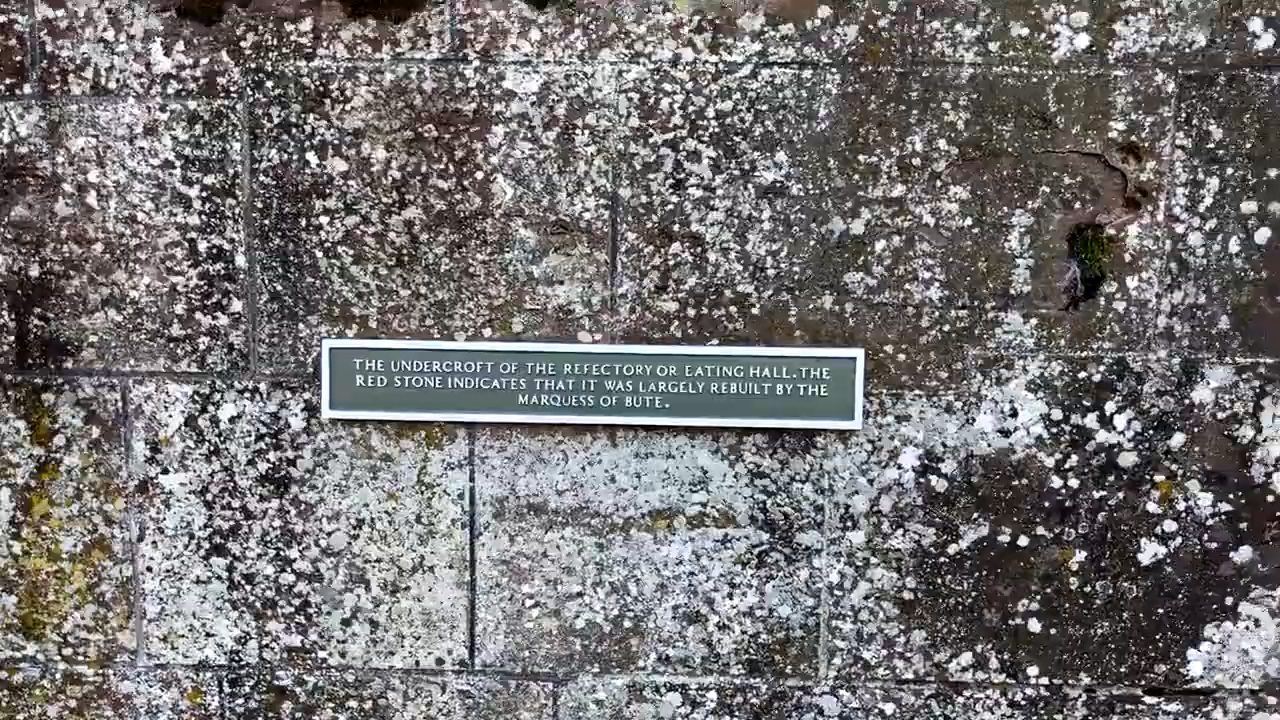 THE UNDERCROFT OF THE REFECTORY OR EATING HALL. THE
RED STONE INDICATES THAT IT WAS LARGELY REBUILT BY THE
MARQUESS OF BUTE.